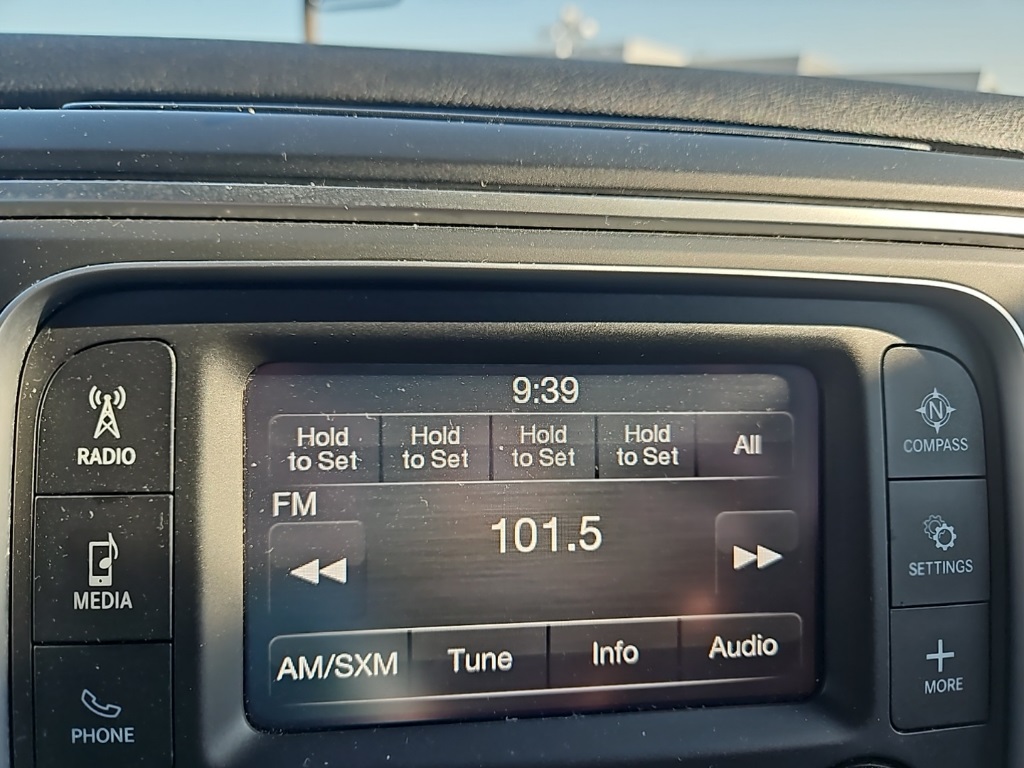 9:39
Hold to Set
Hold to Set
Hold to Set
Hold to Set
All
FM
101.5
AM/SXM
Tune
Info
Audio
RADIO
MEDIA
PHONE
N
COMPASS
SETTINGS
MORE